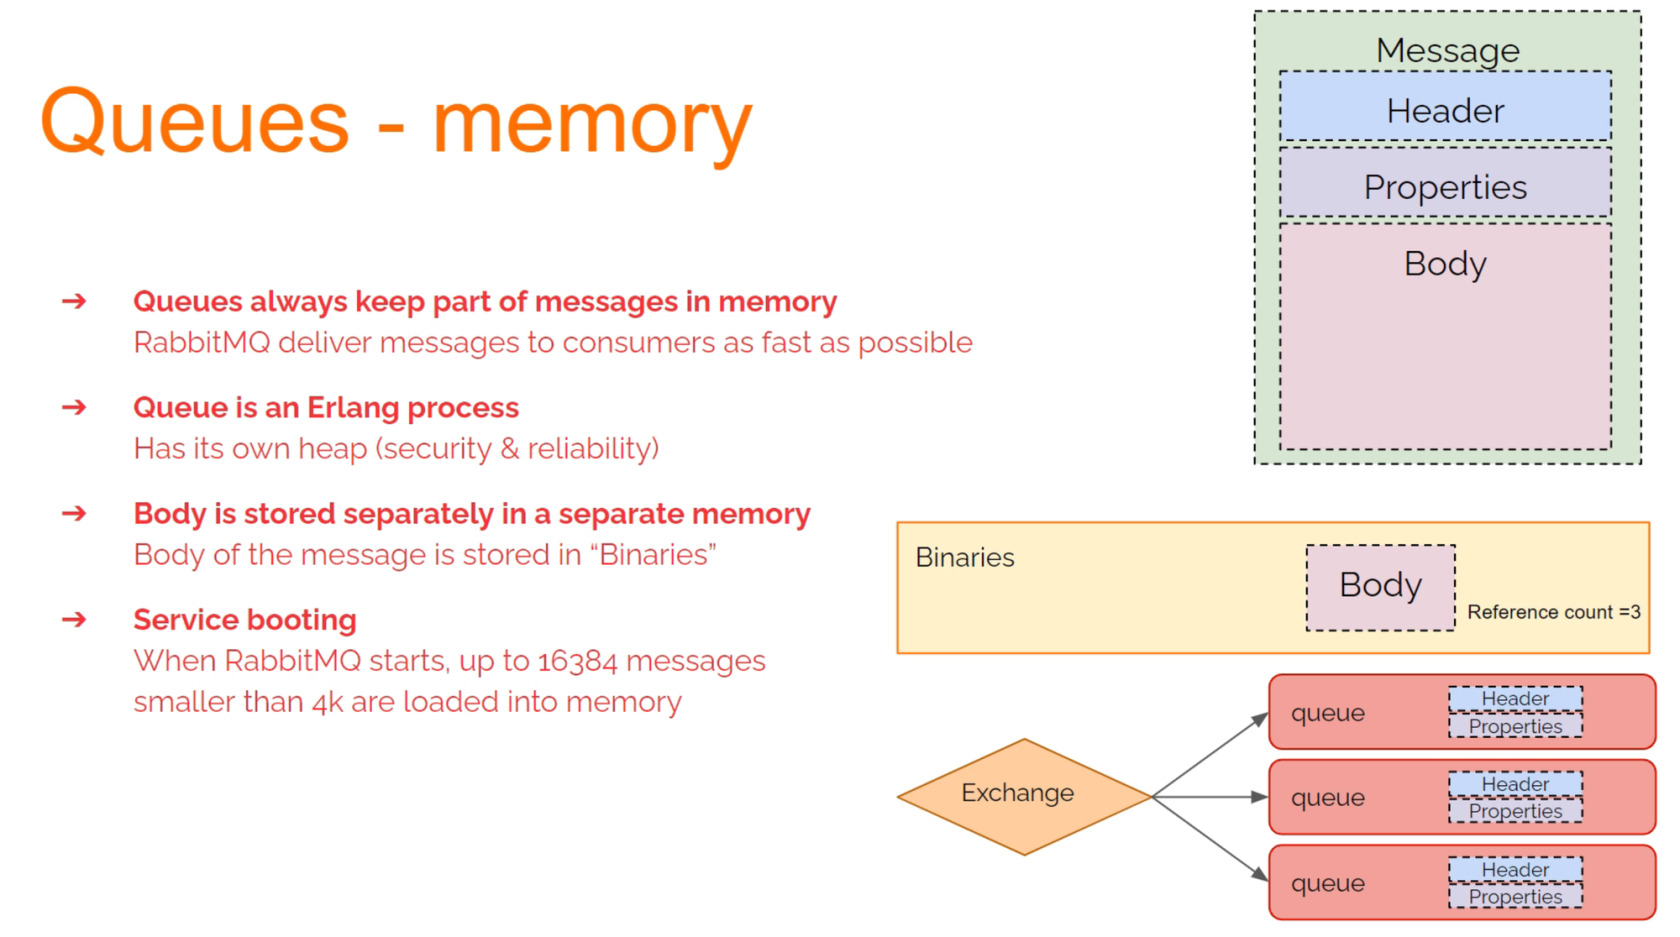 Queues - memory
➔ Queues always keep part of messages in memory
RabbitMQ deliver messages to consumers as fast as possible
➔ Queue is an Erlang process
Has its own heap (security & reliability)
➔ Body is stored separately in a separate memory
Body of the message is stored in “Binaries”
➔ Service booting
When RabbitMQ starts, up to 16384 messages
smaller than 4k are loaded into memory
Message
Header
Properties
Body
Binaries
Body
Reference count =3
Exchange
queue
Header
Properties
queue
Header
Properties
queue
Header
Properties